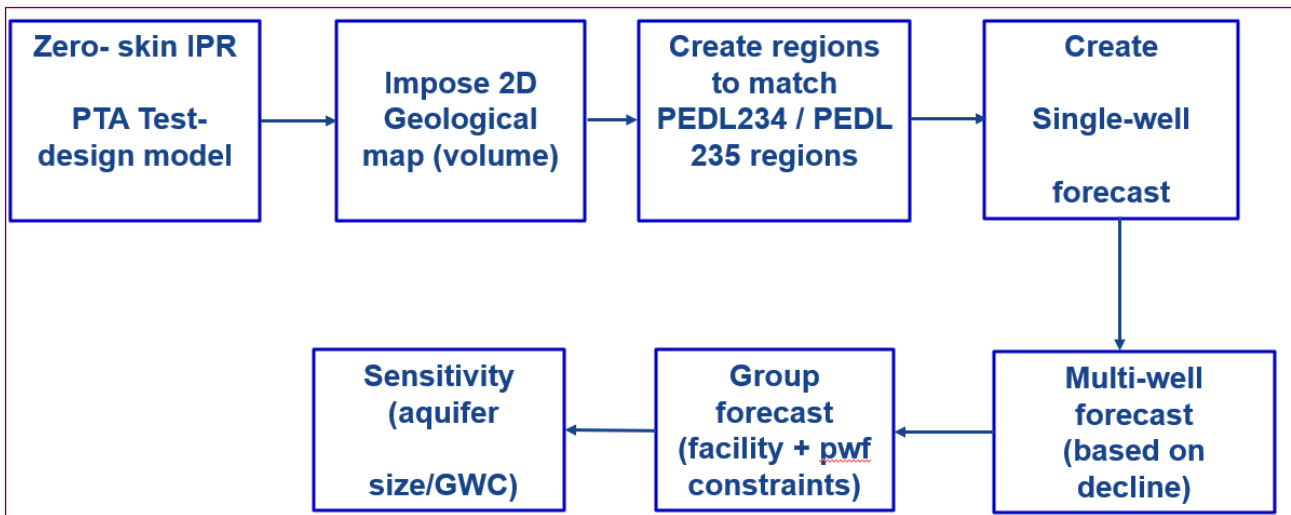 Zero- skin IPR
PTA Test-
design model
Impose 2D
Geological
map (volume)
Create regions
to match
PEDL234 / PEDL
235 regions
Create
Single-well
forecast
Multi-well
forecast
(based on
decline)
Group
forecast
(facility + pwf
constraints)
Sensitivity
(aquifer
size/GWC)